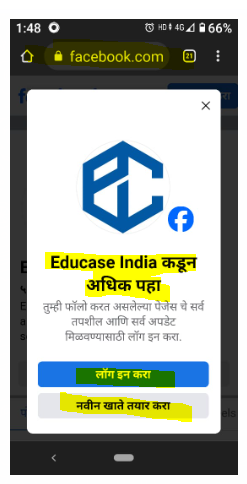 1:48
HD 4G 66%
facebook.com 21
×
Educase India कडून
अधिक पहा
तुम्ही फॉलो करत असलेल्या पेजेस चे सर्व
तपशील आणि सर्व अपडेट
मिळवण्यासाठी लॉग इन करा.
लॉग इन करा
नवीन खाते तयार करा